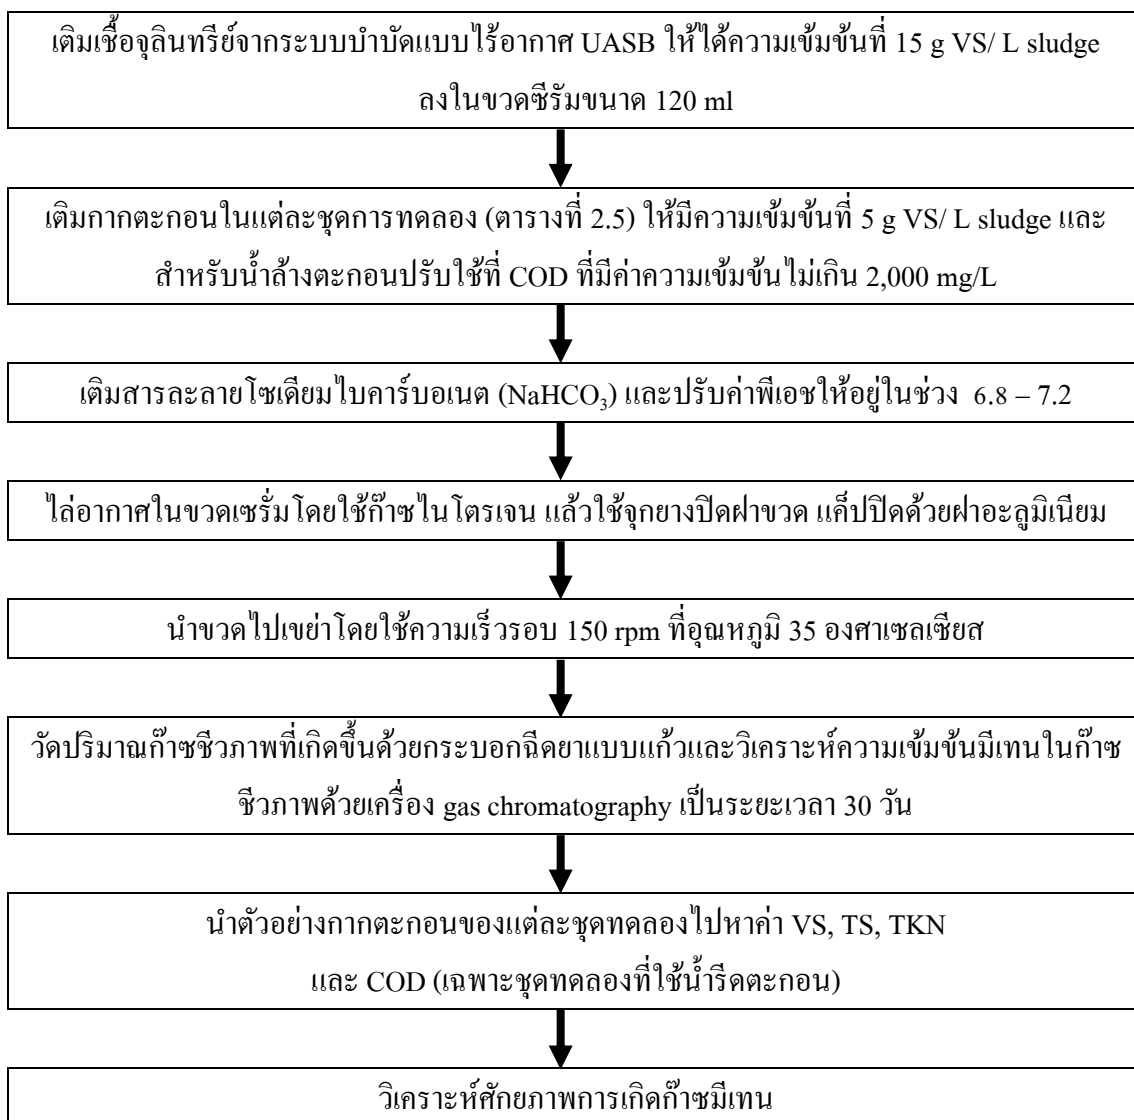 เติมเชื้อจุลินทรีย์จากระบบบำบัดแบบไร้อากาศ UASB ให้ได้ความเข้มข้นที่ 15 g VS/ L sludge
ลงในขวดซีรัมขนาด 120 ml
เติมกากตะกอนในแต่ละชุดการทดลอง (ตารางที่ 2.5) ให้มีความเข้มข้นที่ 5 g VS/ L sludge และ
สำหรับน้ำล้างตะกอนปรับใช้ที่ COD ที่มีค่าความเข้มข้นไม่เกิน 2,000 mg/L
เติมสารละลายโซเดียมไบคาร์บอเนต (NaHCO₃) และปรับค่าพีเอชให้อยู่ในช่วง 6.8 – 7.2
ไล่อากาศในขวดเซรั่มโดยใช้ก๊าซไนโตรเจน แล้วใช้จุกยางปิดฝาขวด แค็ปปิดด้วยฝาอะลูมิเนียม
นำขวดไปเขย่าโดยใช้ความเร็วรอบ 150 rpm ที่อุณหภูมิ 35 องศาเซลเซียส
วัดปริมาณก๊าซชีวภาพที่เกิดขึ้นด้วยกระบอกฉีดยาแบบแก้วและวิเคราะห์ความเข้มข้นมีเทนในก๊าซ
ชีวภาพด้วยเครื่อง gas chromatography เป็นระยะเวลา 30 วัน
นำตัวอย่างกากตะกอนของแต่ละชุดทดลองไปหาค่า VS, TS, TKN
และ COD (เฉพาะชุดทดลองที่ใช้น้ำรีดตะกอน)
วิเคราะห์ศักยภาพการเกิดก๊าซมีเทน